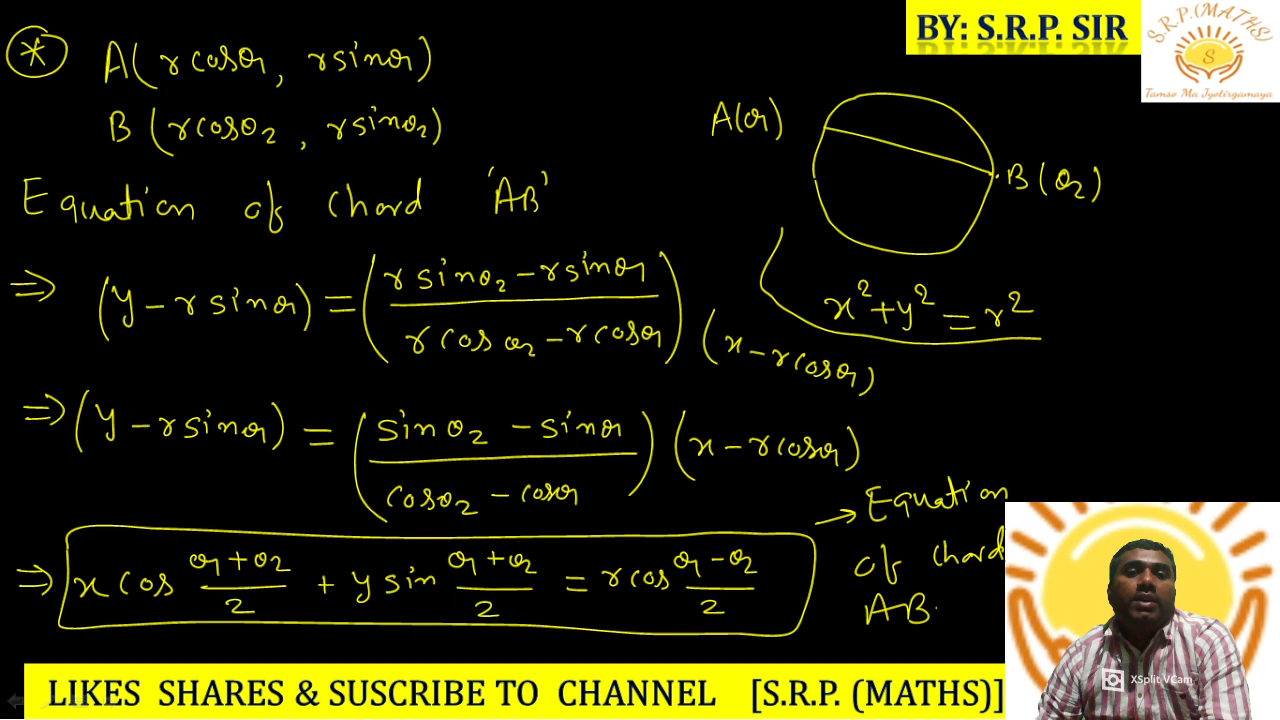 BY: S.R.P. SIR
S.R.P.(MATHS)
S
Tamso Ma Jyotirgamaya
* A(r cosθ1, r sinθ1)
B(r cosθ2, r sinθ2)
A(θ1)
B(θ2)
Equation of chord 'AB'
x²+y²=r²
⇒ (y - r sinθ1) = (r sinθ2 - r sinθ1 / r cosθ2 - r cosθ1) (x - r cosθ1)
⇒ (y - r sinθ1) = (sinθ2 - sinθ1 / cosθ2 - cosθ1) (x - r cosθ1)
⇒ x cos θ1+θ2/2 + y sin θ1+θ2/2 = r cos θ1-θ2/2
→ Equation
of chord
AB.
XSplit VCam
LIKES SHARES & SUSCRIBE TO CHANNEL [S.R.P. (MATHS)]